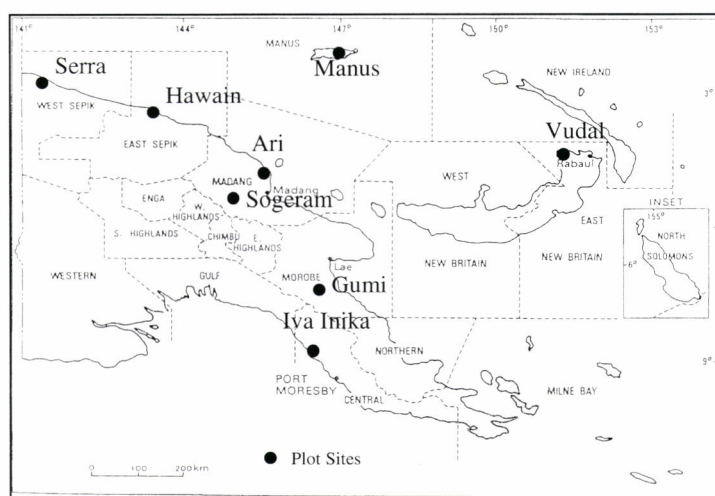 141° 144° 147° 150° 153°
MANUS
Manus
Serra
NEW IRELAND
3°
WEST SEPIK
Hawain
EAST SEPIK
Vudal
Rabaul
Ari
WEST
MADANG
Madang
Sogeram
ENGA
W. HIGHLANDS
INSET
155°
EAST
S. HIGHLANDS
CHIMBU
E. HIGHLANDS
NORTH SOLOMONS
6°
WESTERN
GULF
Lae
NEW BRITAIN
NEW BRITAIN
MOROBE
Gumi
Iva Inika
NORTHERN
9°
PORT
MORESBY
CENTRAL
MILNE BAY
Plot Sites
0 100 200km